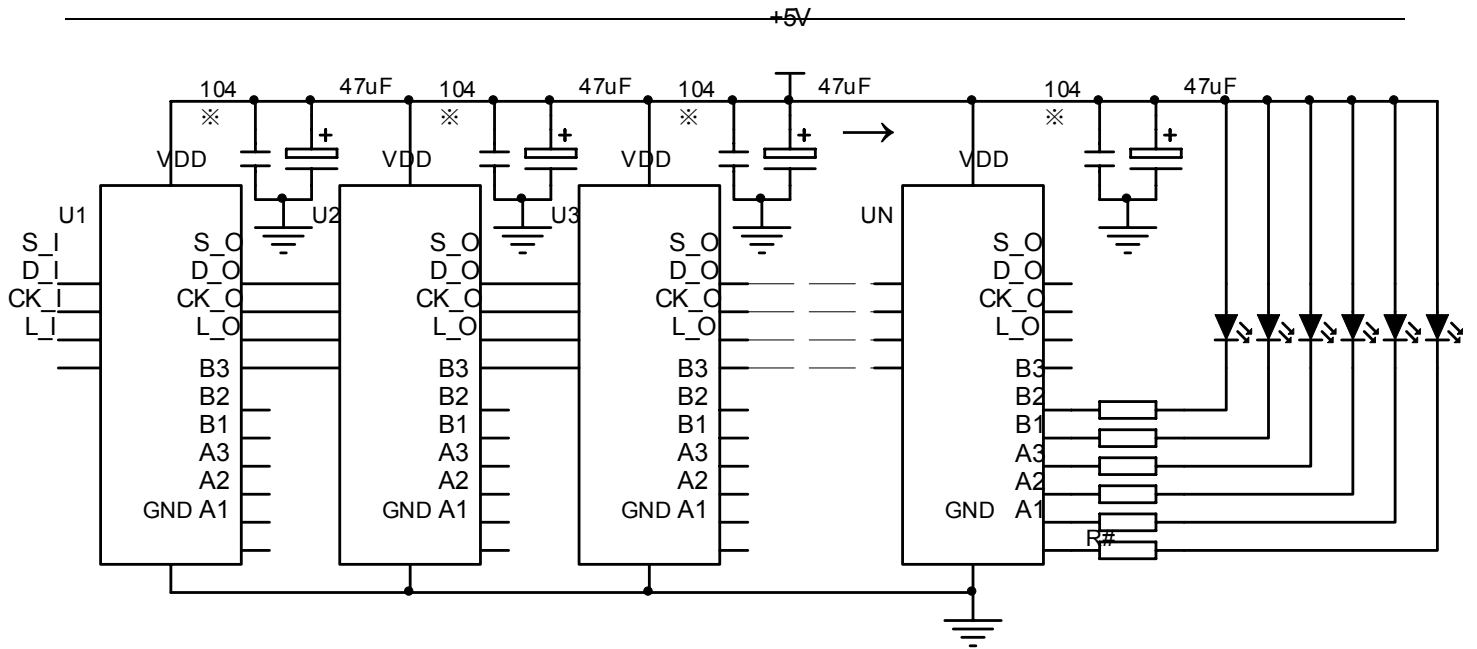 +5V
104 47uF 104 47uF 104 47uF 104 47uF
※ ※ ※ ※
+ + + +
VDD VDD VDD VDD
U1 U2 U3 UN
S_I S_O S_O S_O S_O
D_I D_O D_O D_O D_O
CK_I CK_O CK_O CK_O CK_O
L_I L_O L_O L_O L_O
B3 B3 B3 B3
B2 B2 B2 B2
B1 B1 B1 B1
A3 A3 A3 A3
A2 A2 A2 A2
GND A1 GND A1 GND A1 GND A1
R#